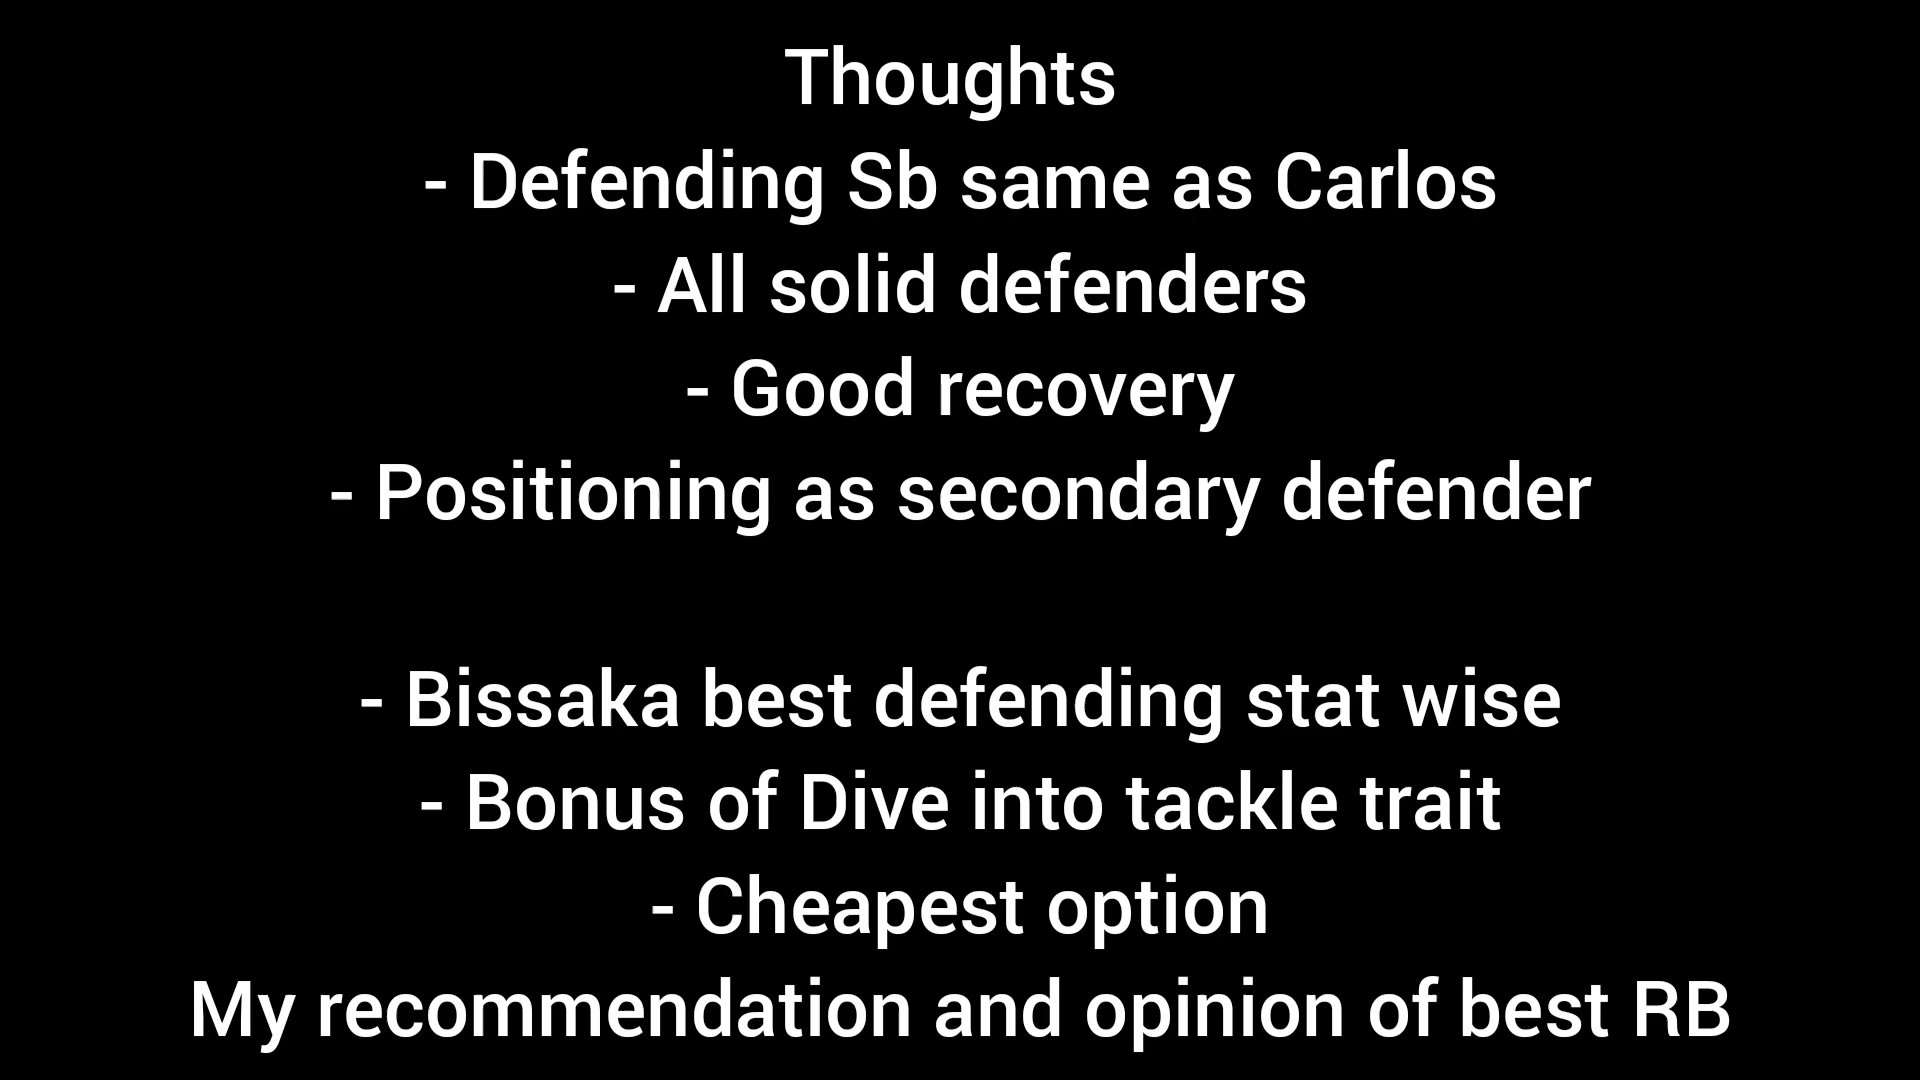 Thoughts
- Defending Sb same as Carlos
- All solid defenders
- Good recovery
- Positioning as secondary defender
- Bissaka best defending stat wise
- Bonus of Dive into tackle trait
- Cheapest option
My recommendation and opinion of best RB